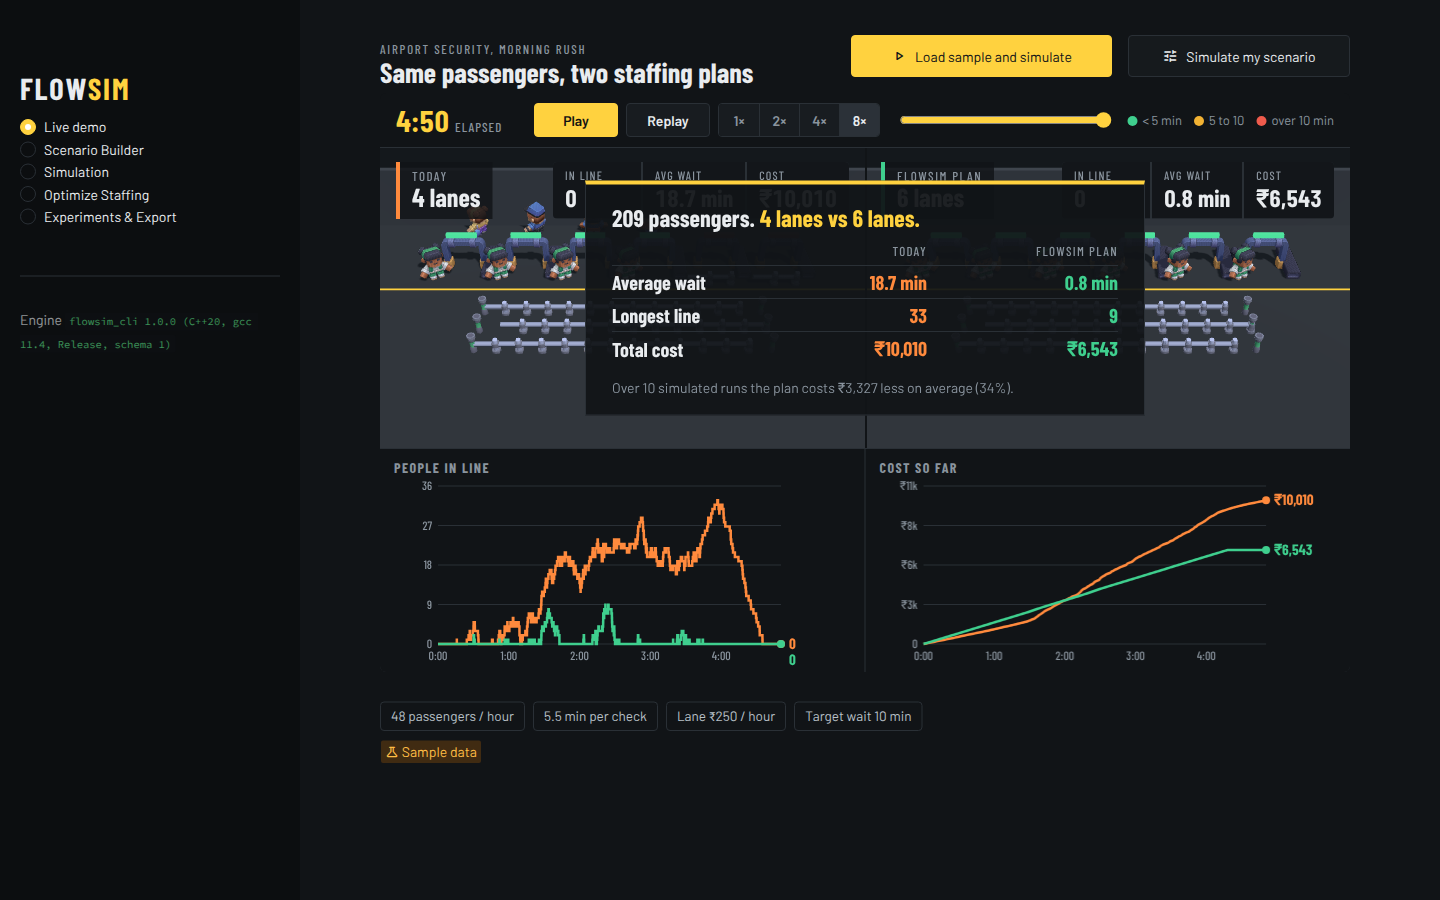 FLOWSIM
Live demo
Scenario Builder
Simulation
Optimize Staffing
Experiments & Export
Engine flowsim_cli 1.0.0 (C++20, gcc
11.4, Release, schema 1)
AIRPORT SECURITY, MORNING RUSH
Same passengers, two staffing plans
Load sample and simulate
Simulate my scenario
4:50 ELAPSED
Play
Replay
1×
2×
4×
8×
< 5 min
5 to 10
over 10 min
TODAY
4 lanes
IN LINE
0
AVG WAIT
18.7 min
COST
₹10,010
FLOWSIM PLAN
6 lanes
IN LINE
0
AVG WAIT
0.8 min
COST
₹6,543
209 passengers. 4 lanes vs 6 lanes.
TODAY FLOWSIM PLAN
Average wait 18.7 min 0.8 min
Longest line 33 9
Total cost ₹10,010 ₹6,543
Over 10 simulated runs the plan costs ₹3,327 less on average (34%).
PEOPLE IN LINE
36
27
18
9
0
0:00 1:00 2:00 3:00 4:00
0
0
COST SO FAR
₹11k
₹8k
₹6k
₹3k
0
0:00 1:00 2:00 3:00 4:00
₹10,010
₹6,543
48 passengers / hour
5.5 min per check
Lane ₹250 / hour
Target wait 10 min
Sample data